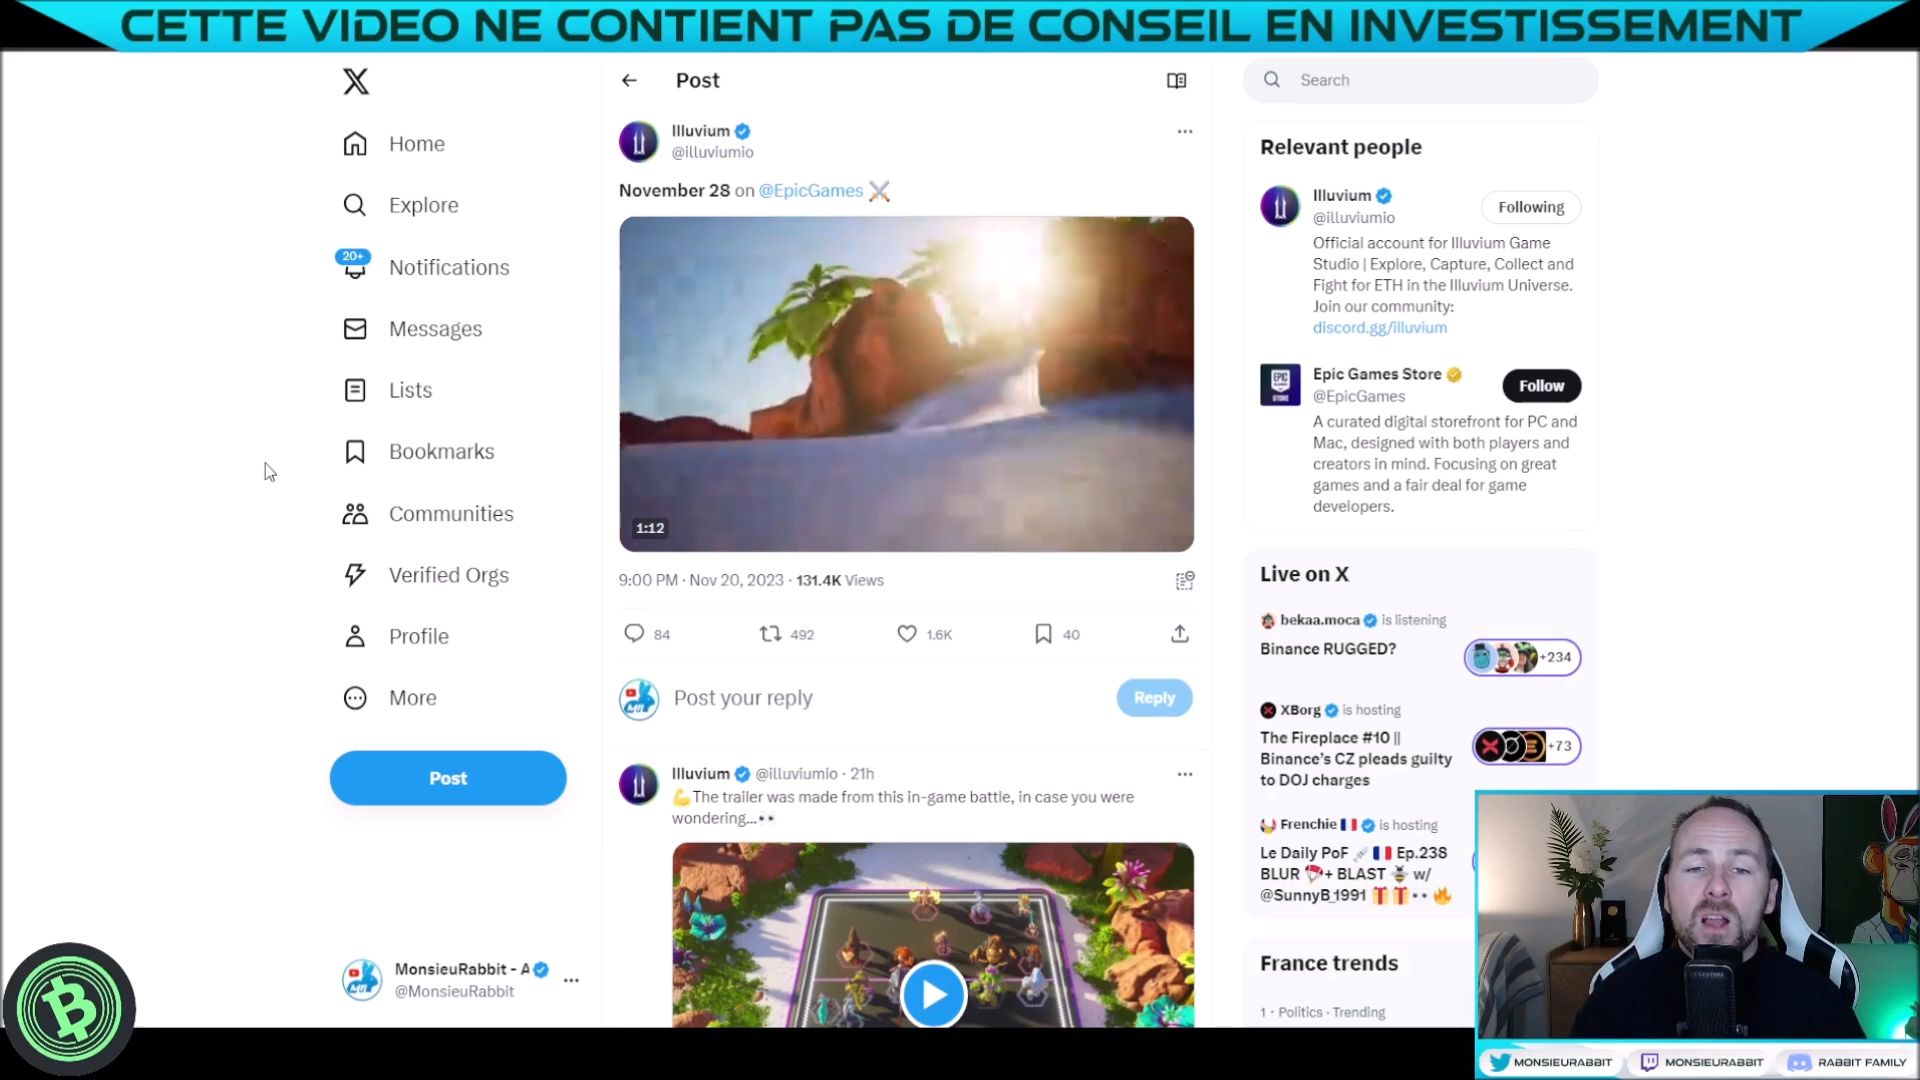 CETTE VIDEO NE CONTIENT PAS DE CONSEIL EN INVESTISSEMENT
Home
Explore
20+
Notifications
Messages
Lists
Bookmarks
Communities
Verified Orgs
Profile
More
Post
MonsieuRabbit - A
@MonsieuRabbit
Post
Illuvium
@illuviumio
November 28 on @EpicGames ⚔️
1:12
9:00 PM · Nov 20, 2023 · 131.4K Views
84
492
1.6K
40
Post your reply
Reply
Illuvium @illuviumio · 21h
💪The trailer was made from this in-game battle, in case you were
wondering...👀
Search
Relevant people
Illuvium
@illuviumio
Following
Official account for Illuvium Game
Studio | Explore, Capture, Collect and
Fight for ETH in the Illuvium Universe.
Join our community:
discord.gg/illuvium
EPIC
GAMES
STORE
Epic Games Store
@EpicGames
Follow
A curated digital storefront for PC and
Mac, designed with both players and
creators in mind. Focusing on great
games and a fair deal for game
developers.
Live on X
bekaa.moca is listening
Binance RUGGED?
+234
XBorg is hosting
The Fireplace #10 ||
Binance's CZ pleads guilty
to DOJ charges
+73
Frenchie 🇫🇷 is hosting
Le Daily PoF 🇫🇷 Ep.238
BLUR + BLAST w/
@SunnyB_1991 🎁🎁👀🔥
France trends
1 · Politics · Trending
MONSIEURABBIT
MONSIEURABBIT
RABBIT FAMILY